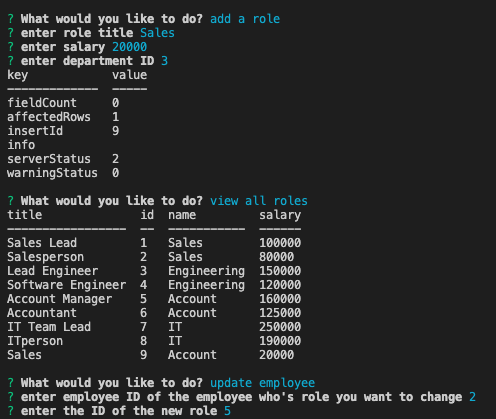 ? What would you like to do? add a role
? enter role title Sales
? enter salary 20000
? enter department ID 3
key            value
-------------  -----
fieldCount     0
affectedRows   1
insertId       9
info
serverStatus   2
warningStatus  0
? What would you like to do? view all roles
title              id  name         salary
-----------------  --  -----------  ------
Sales Lead         1   Sales        100000
Salesperson        2   Sales        80000
Lead Engineer      3   Engineering  150000
Software Engineer  4   Engineering  120000
Account Manager    5   Account      160000
Accountant         6   Account      125000
IT Team Lead       7   IT           250000
ITperson           8   IT           190000
Sales              9   Account      20000
? What would you like to do? update employee
? enter employee ID of the employee who's role you want to change 2
? enter the ID of the new role 5